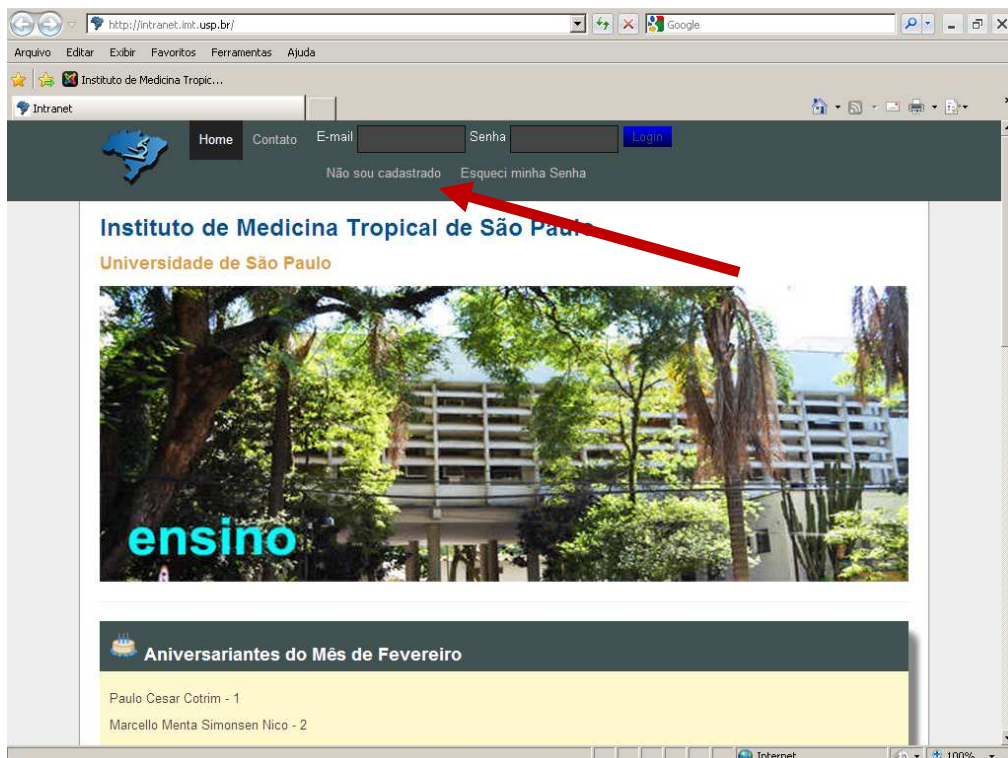 http://intranet.imt.usp.br/
Google
Arquivo Editar Exibir Favoritos Ferramentas Ajuda
Instituto de Medicina Tropic...
Intranet
Home Contato E-mail Senha Login
Não sou cadastrado Esqueci minha Senha
Instituto de Medicina Tropical de São Paulo
Universidade de São Paulo
ensino
Aniversariantes do Mês de Fevereiro
Paulo Cesar Cotrim - 1
Marcello Menta Simonsen Nico - 2
Internet 100%